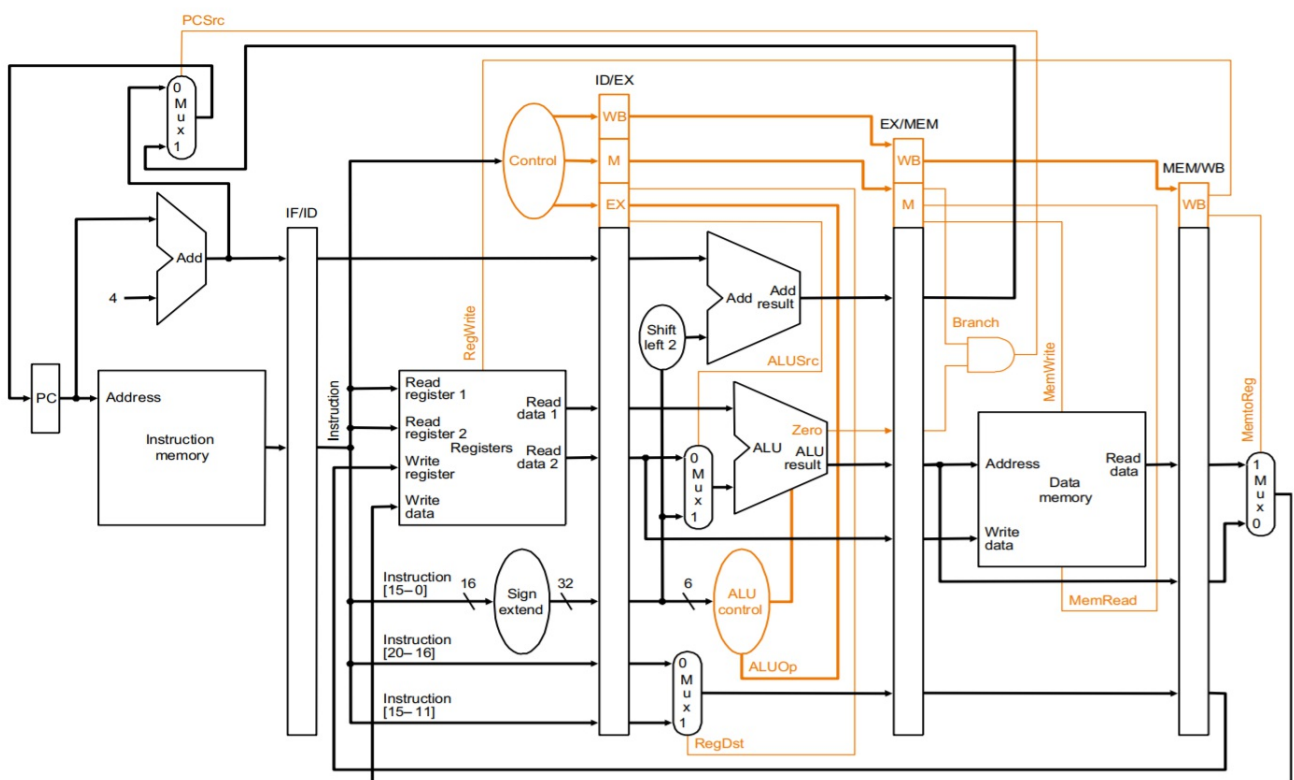 PCSrc
ID/EX
0
M
u
x
1
WB
EX/MEM
Control
M
WB
MEM/WB
IF/ID
EX
M
WB
Add
4
Add
Add
result
Shift
left 2
Branch
RegWrite
ALUSrc
MemWrite
PC
Address
Instruction
memory
Instruction
Read
register 1
Read
register 2
Write
register
Write
data
Registers
Read
data 1
Read
data 2
0
M
u
x
1
Zero
ALU
ALU
result
Address
Read
data
Data
memory
Write
data
MemtoReg
1
M
u
x
0
Instruction
[15–0]
16
Sign
extend
32
6
ALU
control
MemRead
Instruction
[20–16]
ALUOp
0
M
u
x
1
Instruction
[15–11]
RegDst